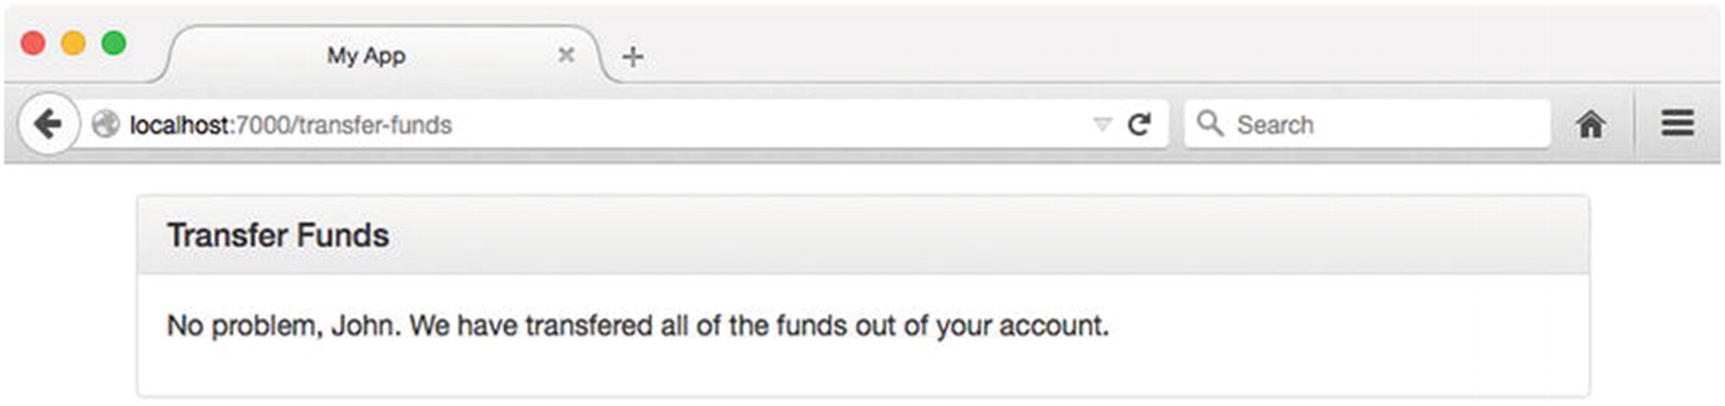 My App
localhost:7000/transfer-funds
Search
Transfer Funds
No problem, John. We have transfered all of the funds out of your account.